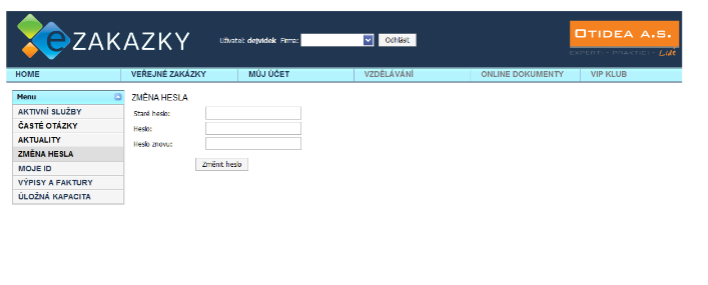 eZAKAZKY
Uživatel: dejvidek Firma: Odhlásit
OTIDEA A.S.
EXPERTI - PRAKTICI - Lidé
HOME VEŘEJNÉ ZAKÁZKY MŮJ ÚČET VZDĚLÁVÁNÍ ONLINE DOKUMENTY VIP KLUB
Menu
AKTIVNÍ SLUŽBY
ČASTÉ OTÁZKY
AKTUALITY
ZMĚNA HESLA
MOJE ID
VÝPISY A FAKTURY
ÚLOŽNÁ KAPACITA
ZMĚNA HESLA
Staré heslo:
Heslo:
Heslo znovu:
Změnit heslo